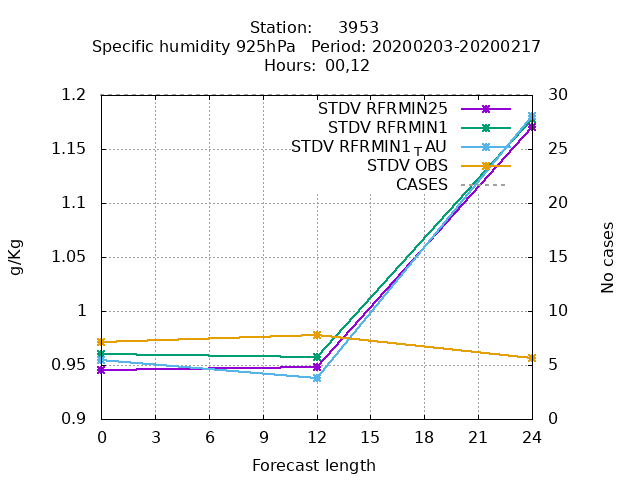 Station: 3953
Specific humidity 925hPa Period: 20200203-20200217
Hours: 00,12
1.2
1.15
1.1
1.05
1
0.95
0.9
g/Kg
STDV RFRMIN25
STDV RFRMIN1
STDV RFRMIN1TAU
STDV OBS
CASES
30
25
20
15
10
5
0
No cases
0 3 6 9 12 15 18 21 24
Forecast length